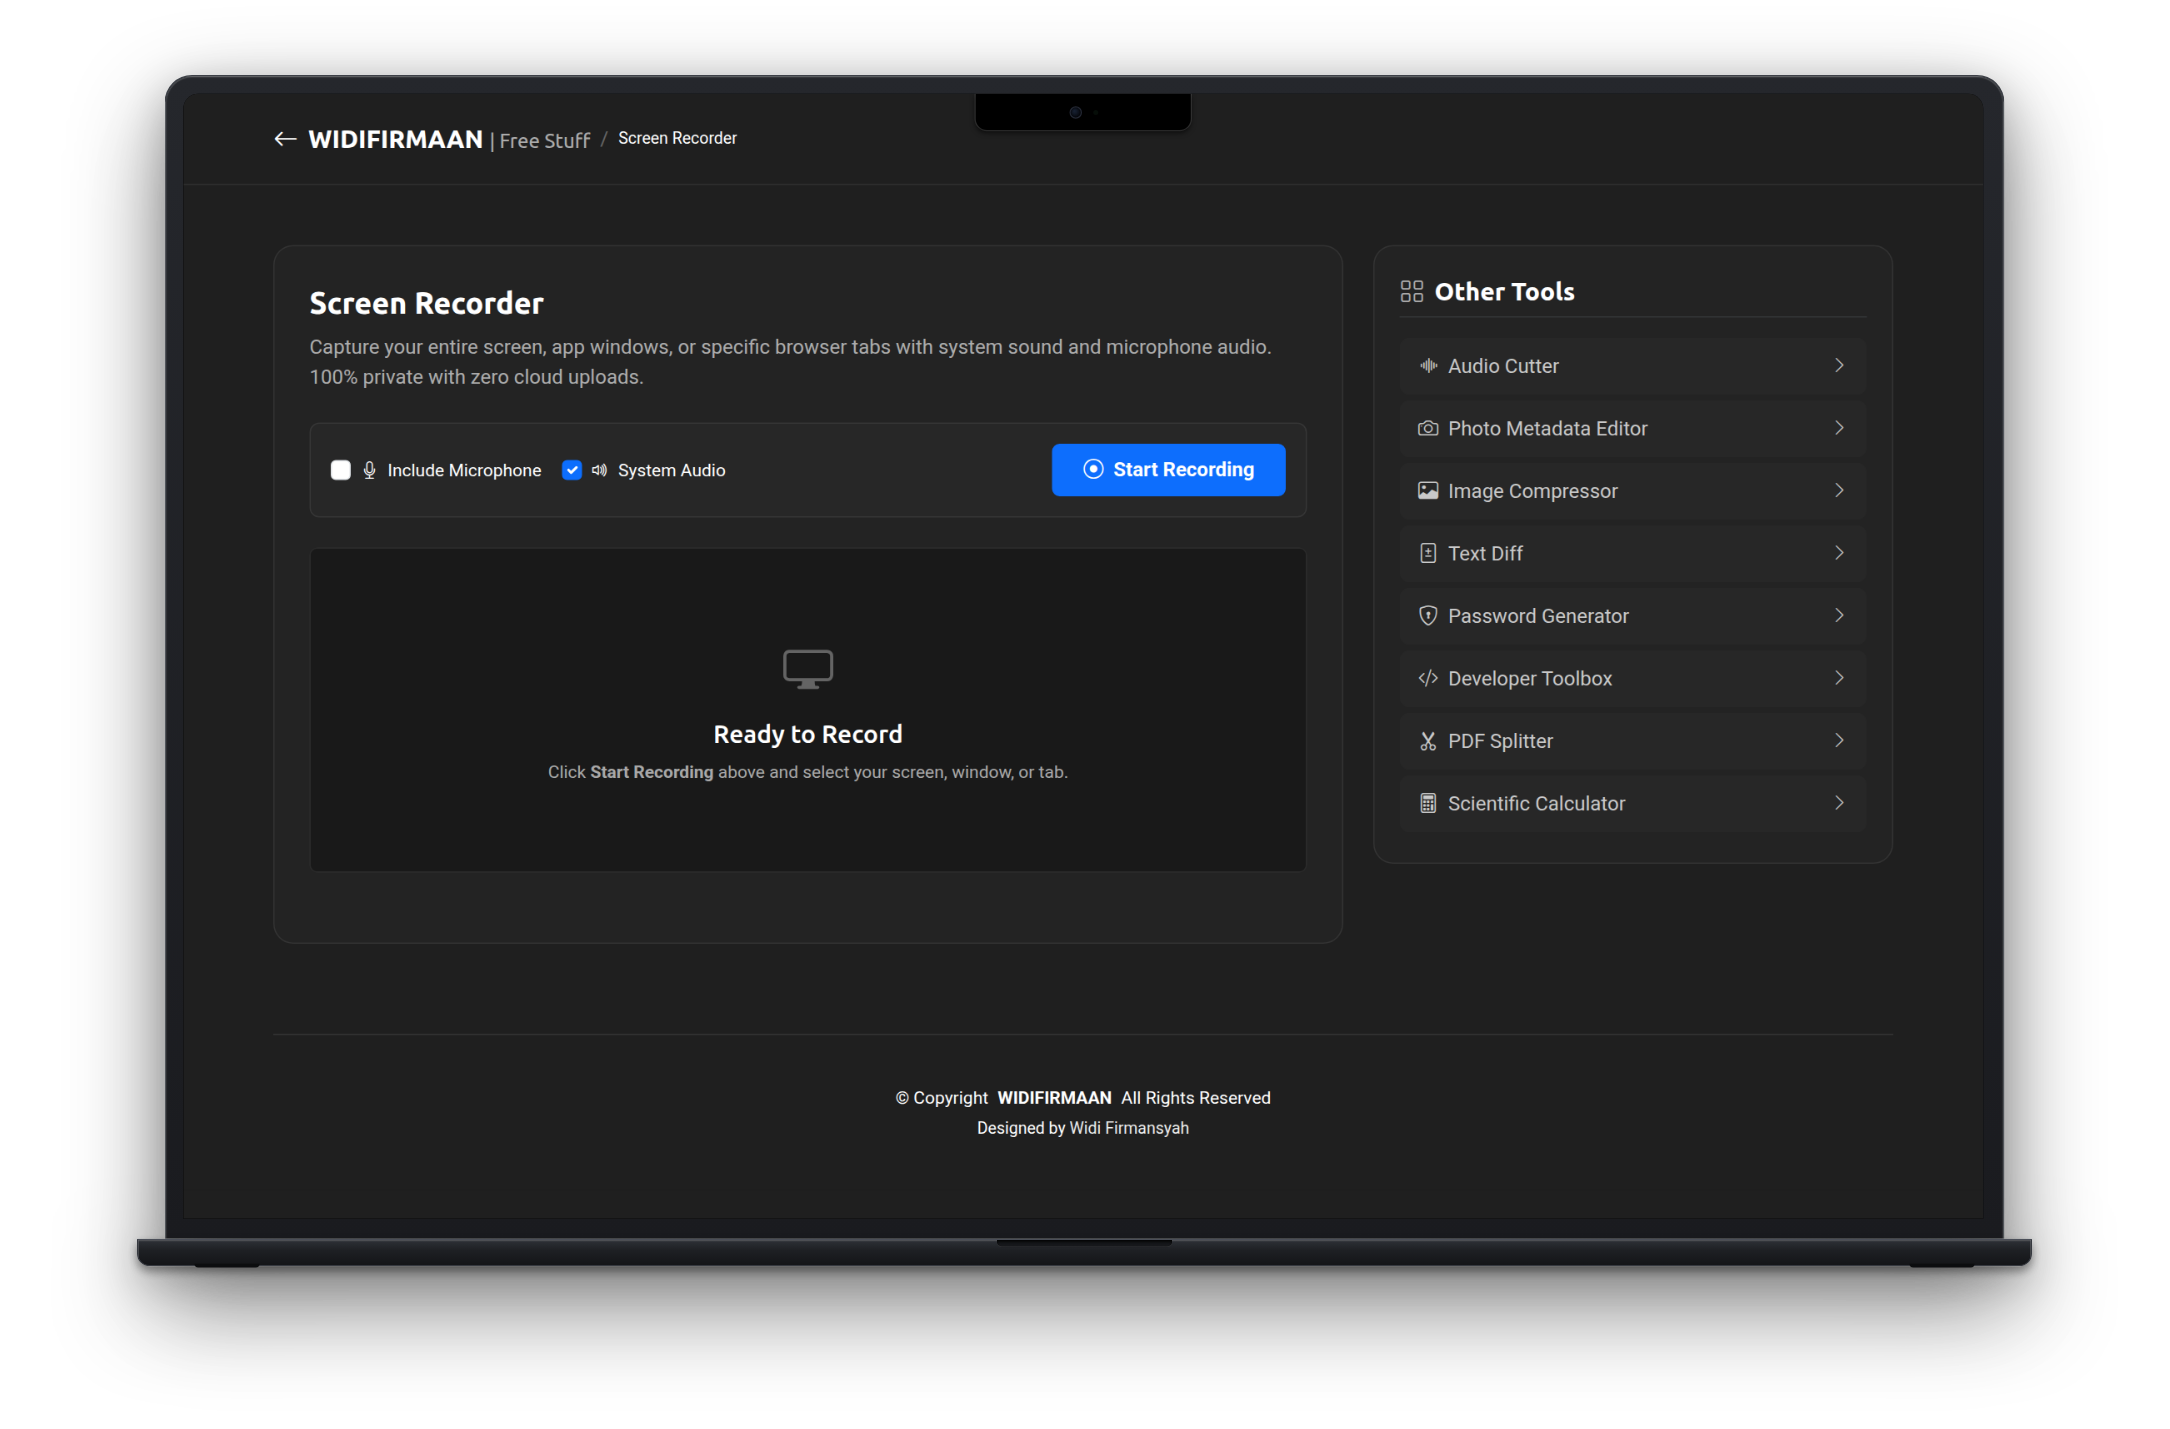 WIDIFIRMAAN | Free Stuff / Screen Recorder
Screen Recorder
Capture your entire screen, app windows, or specific browser tabs with system sound and microphone audio.
100% private with zero cloud uploads.
Include Microphone
System Audio
Start Recording
Ready to Record
Click Start Recording above and select your screen, window, or tab.
Other Tools
Audio Cutter
Photo Metadata Editor
Image Compressor
Text Diff
Password Generator
Developer Toolbox
PDF Splitter
Scientific Calculator
© Copyright WIDIFIRMAAN All Rights Reserved
Designed by Widi Firmansyah